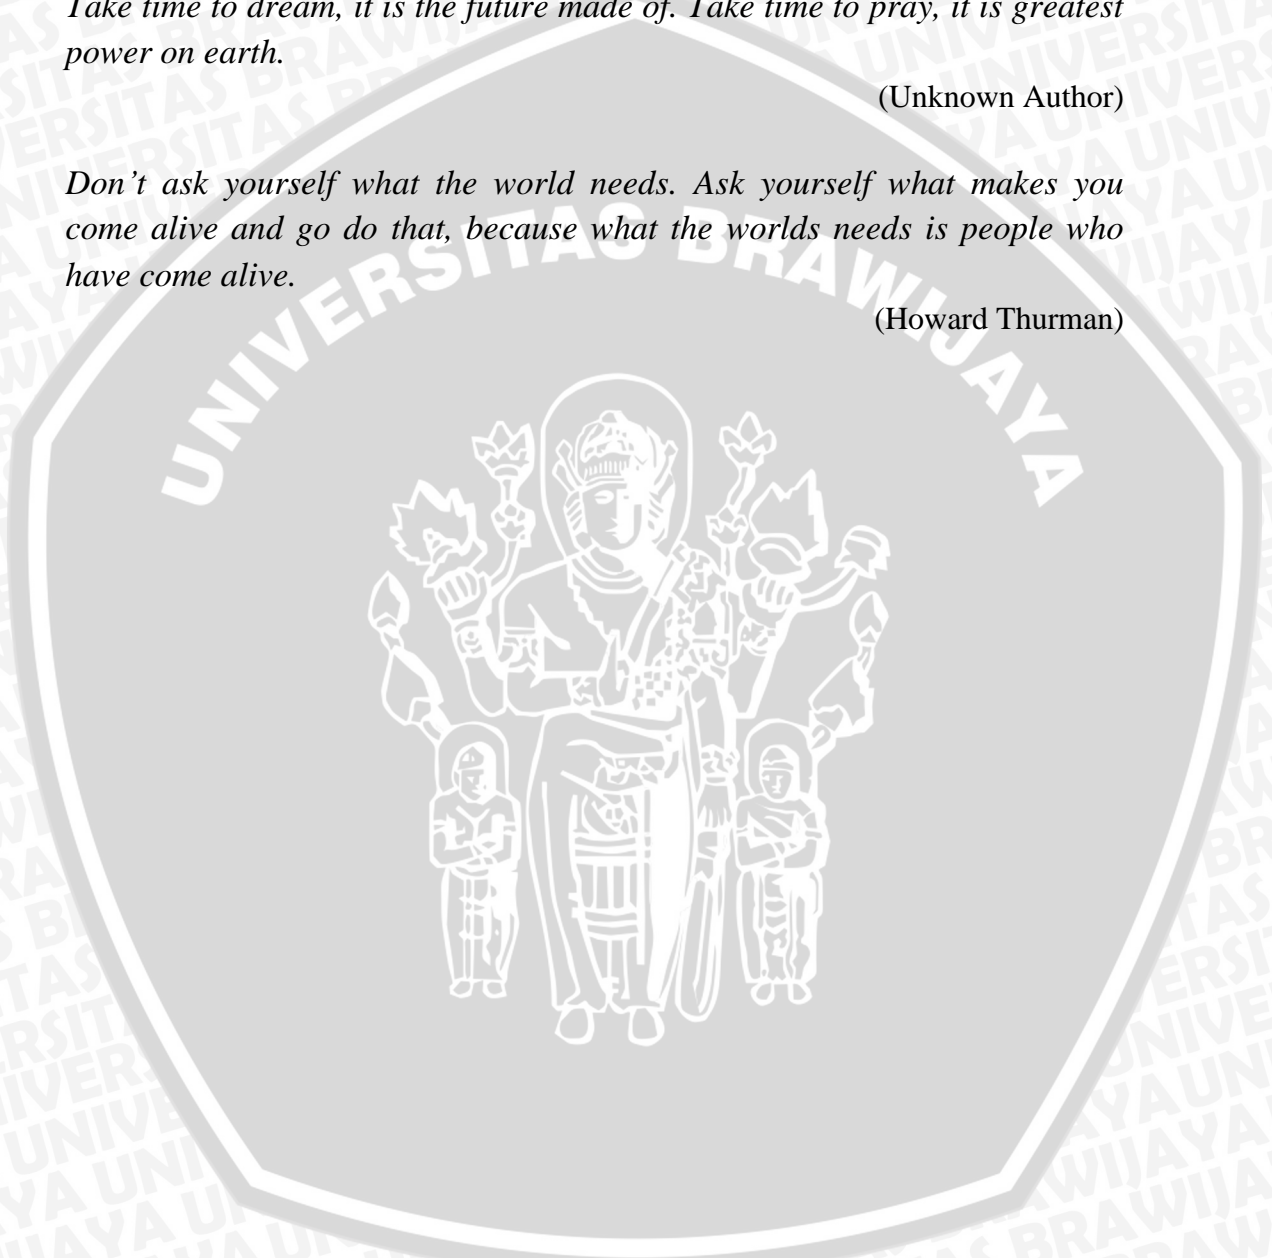 Take time to dream, it is the future made of. Take time to pray, it is greatest
power on earth.
(Unknown Author)
Don’t ask yourself what the world needs. Ask yourself what makes you
come alive and go do that, because what the worlds needs is people who
have come alive.
(Howard Thurman)
UNIVERSITAS BRAWIJAYA